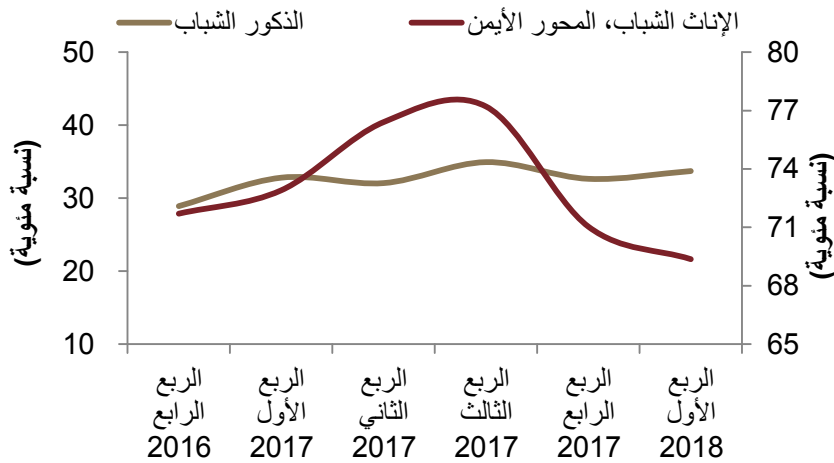 الذكور الشباب
الإناث الشباب، المحور الأيمن
(نسبة مئوية)
50
40
30
20
10
80
77
74
71
68
65
(نسبة مئوية)
الربع الرابع 2016
الربع الأول 2017
الربع الثاني 2017
الربع الثالث 2017
الربع الرابع 2017
الربع الأول 2018